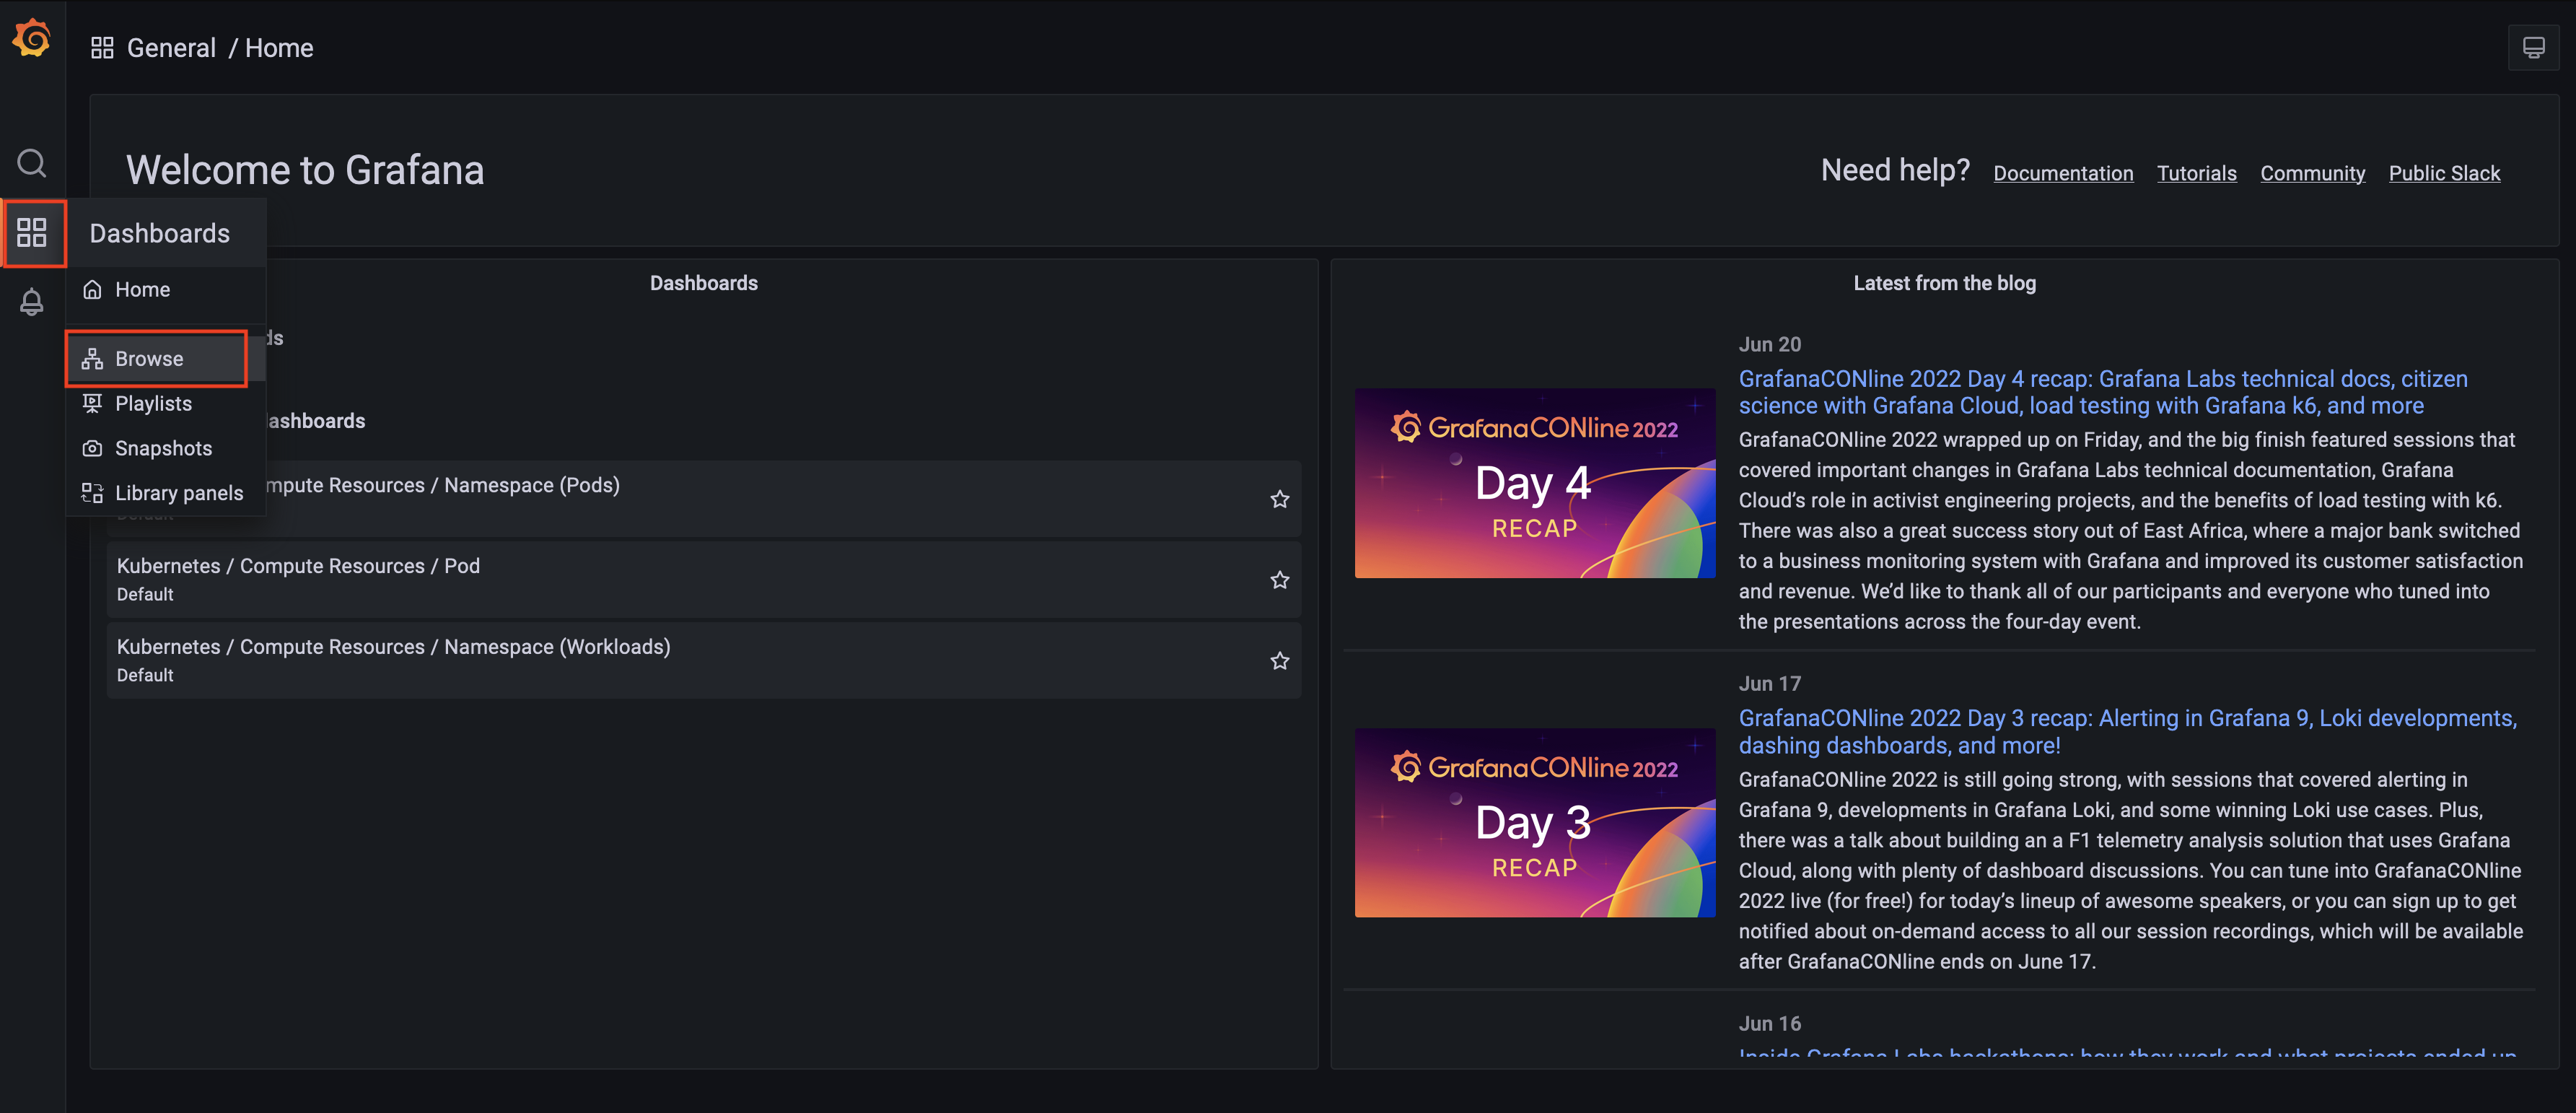 General / Home
Welcome to Grafana
Need help? Documentation Tutorials Community Public Slack
Dashboards
Home
Browse
Playlists
Snapshots
Library panels
Dashboards
Namespace (Pods)
Resources /
Kubernetes / Compute Resources / Pod
Default
Kubernetes / Compute Resources / Namespace (Workloads)
Default
Latest from the blog
GrafanaCONline 2022
Day 4
RECAP
Jun 20
GrafanaCONline 2022 Day 4 recap: Grafana Labs technical docs, citizen
science with Grafana Cloud, load testing with Grafana k6, and more
GrafanaCONline 2022 wrapped up on Friday, and the big finish featured sessions that
covered important changes in Grafana Labs technical documentation, Grafana
Cloud’s role in activist engineering projects, and the benefits of load testing with k6.
There was also a great success story out of East Africa, where a major bank switched
to a business monitoring system with Grafana and improved its customer satisfaction
and revenue. We’d like to thank all of our participants and everyone who tuned into
the presentations across the four-day event.
GrafanaCONline 2022
Day 3
RECAP
Jun 17
GrafanaCONline 2022 Day 3 recap: Alerting in Grafana 9, Loki developments,
dashing dashboards, and more!
GrafanaCONline 2022 is still going strong, with sessions that covered alerting in
Grafana 9, developments in Grafana Loki, and some winning Loki use cases. Plus,
there was a talk about building an a F1 telemetry analysis solution that uses Grafana
Cloud, along with plenty of dashboard discussions. You can tune into GrafanaCONline
2022 live (for free!) for today’s lineup of awesome speakers, or you can sign up to get
notified about on-demand access to all our session recordings, which will be available
after GrafanaCONline ends on June 17.
Jun 16
Inside Grafana Labs hackathons: how they work and what projects ended up